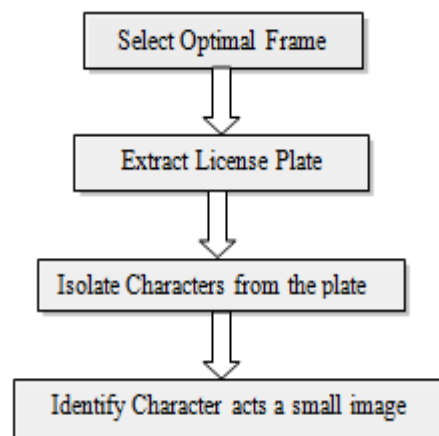 Select Optimal Frame
Extract License Plate
Isolate Characters from the plate
Identify Character acts a small image